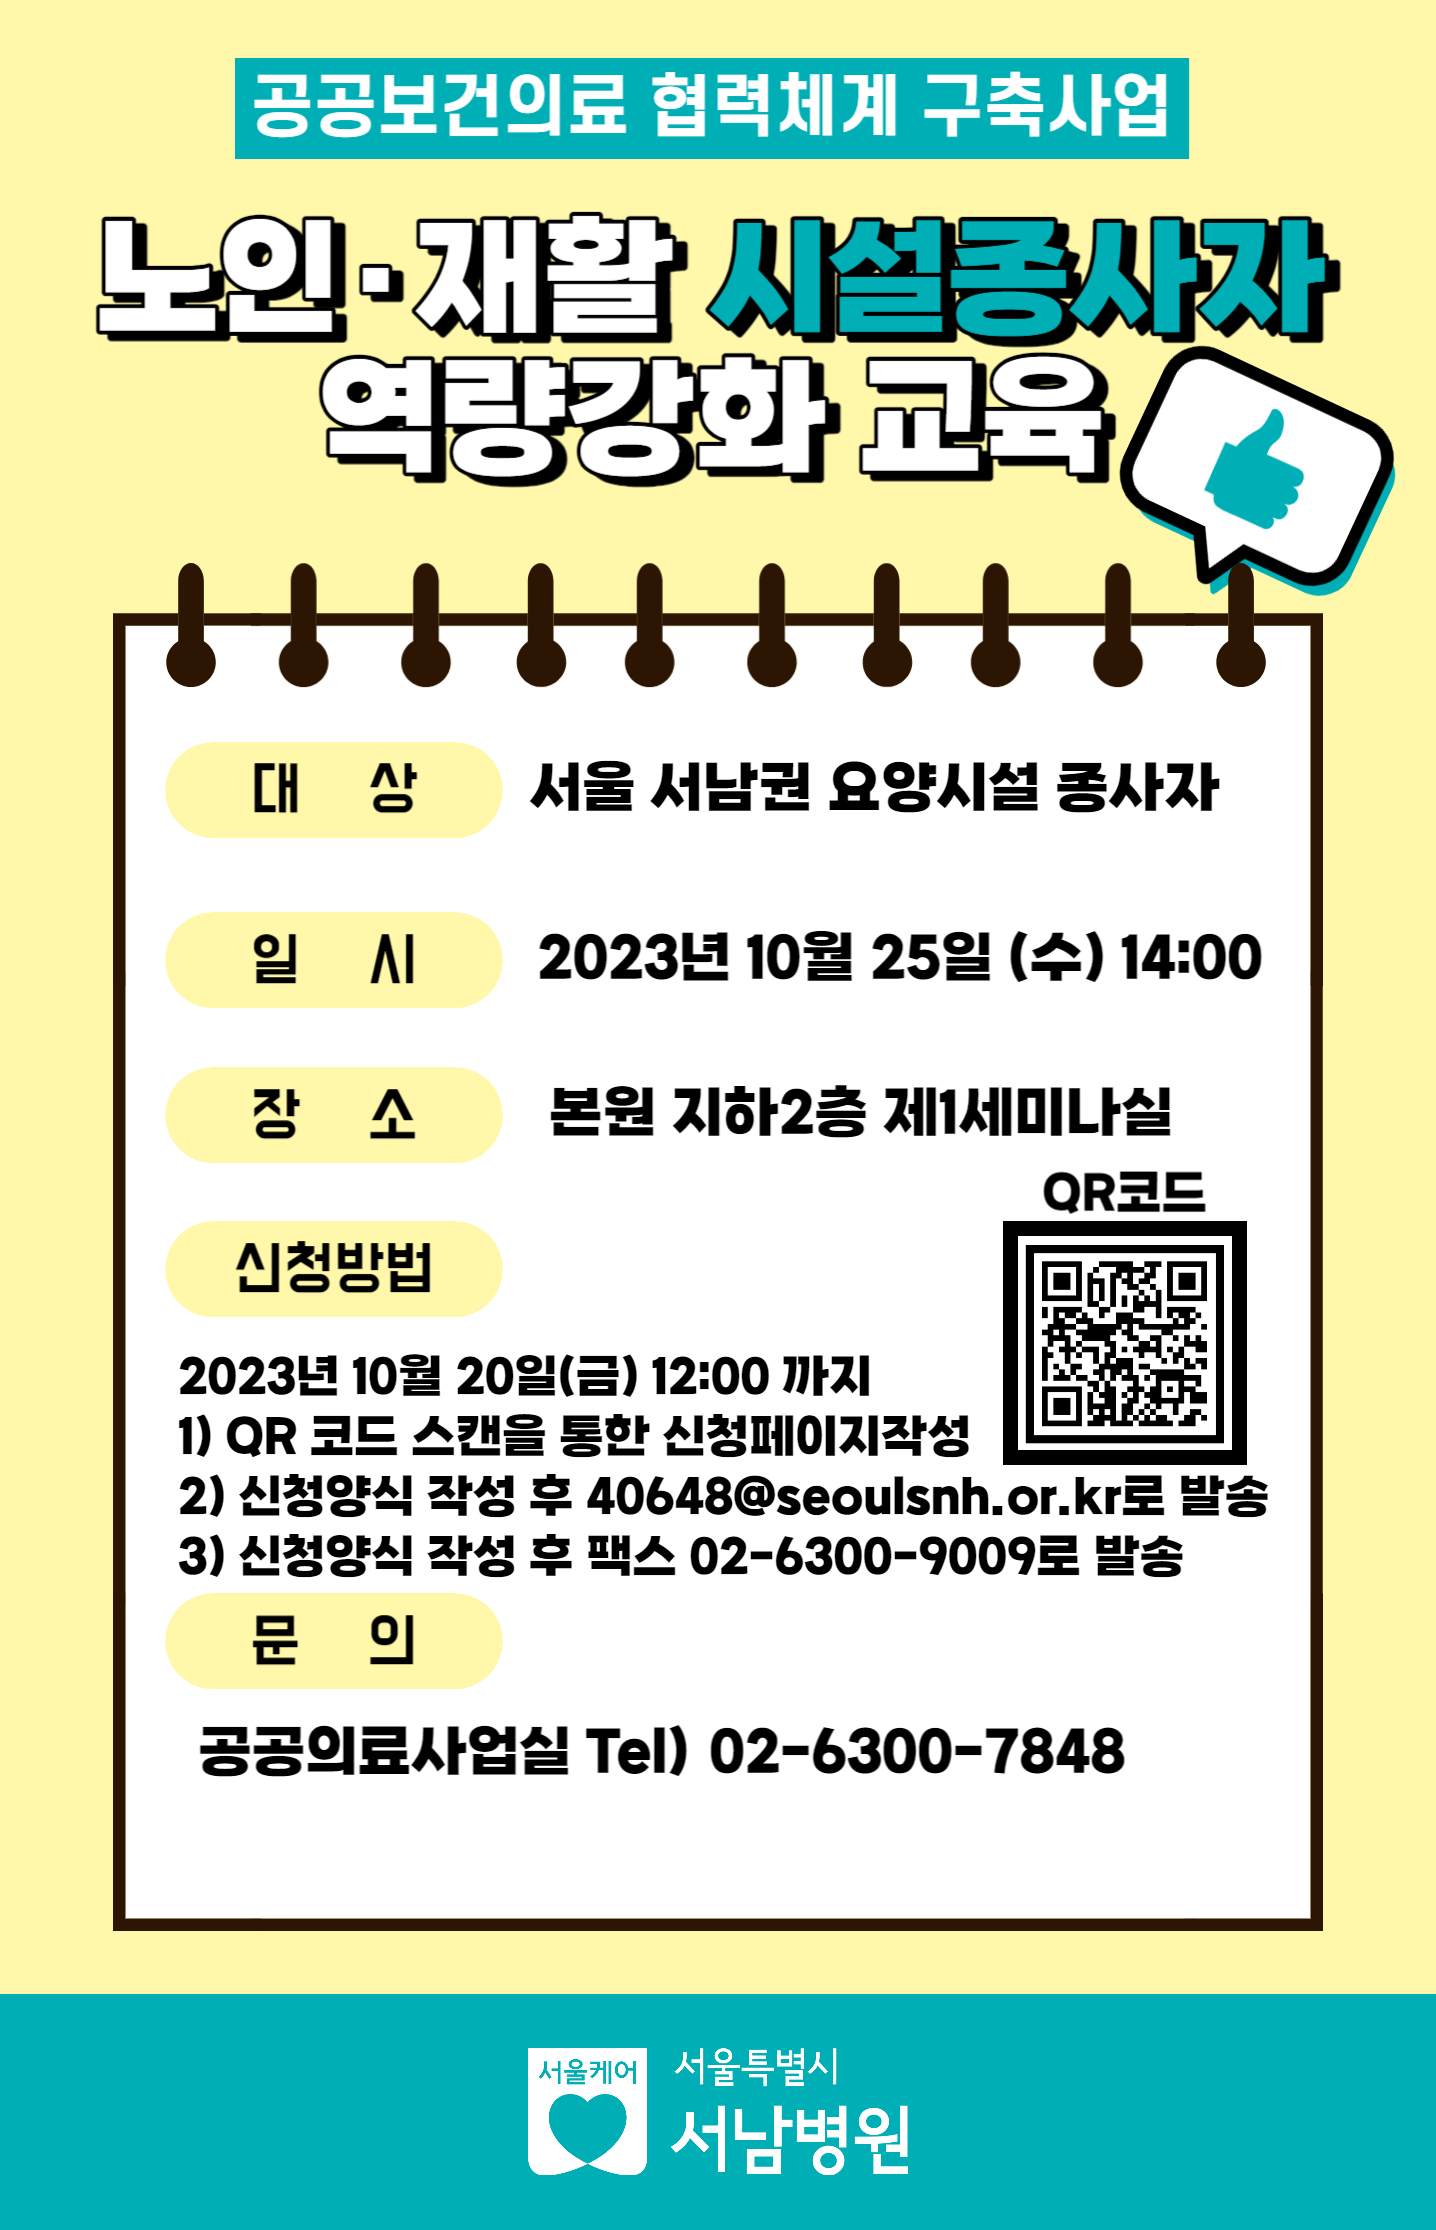 공공보건의료 협력체계 구축사업
노인·재활 시설종사자
역량강화 교육
대 상 서울 서남권 요양시설 종사자
일 시 2023년 10월 25일 (수) 14:00
장 소 본원 지하2층 제1세미나실
QR코드
신청방법
2023년 10월 20일(금) 12:00 까지
1) QR 코드 스캔을 통한 신청페이지작성
2) 신청양식 작성 후 40648@seoulsnh.or.kr로 발송
3) 신청양식 작성 후 팩스 02-6300-9009로 발송
문 의
공공의료사업실 Tel) 02-6300-7848
서울케어
서울특별시
서남병원